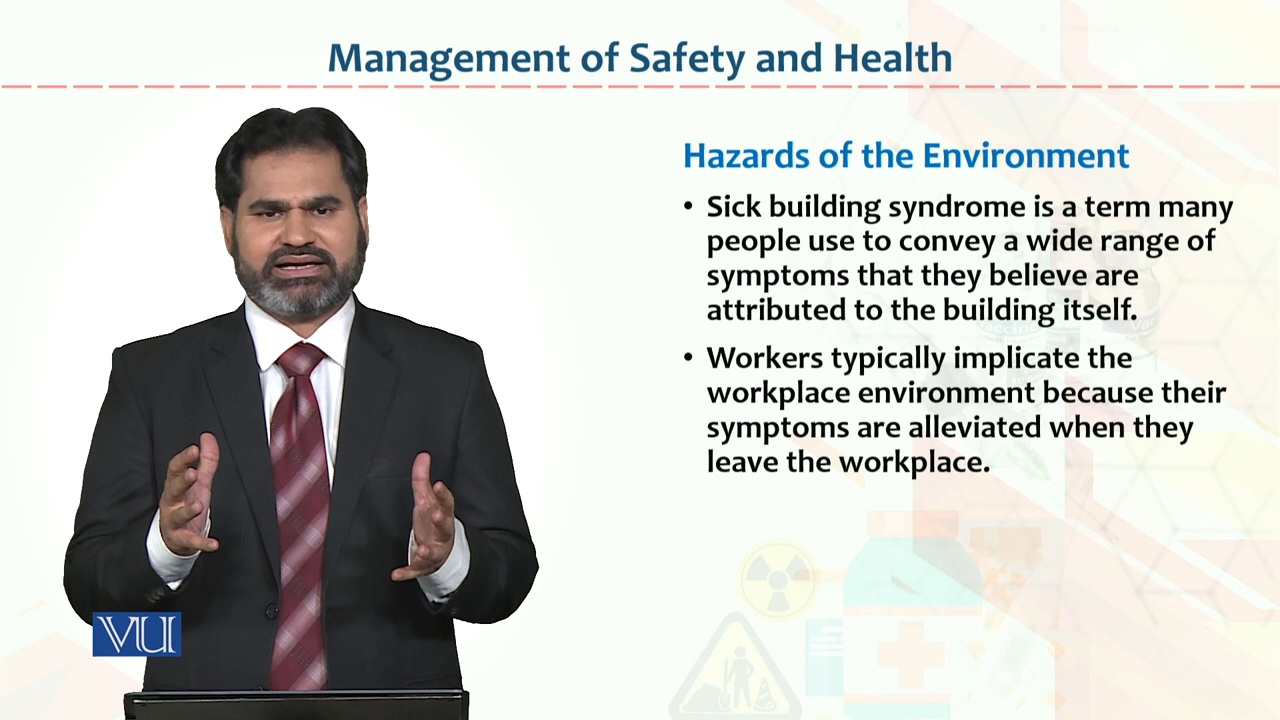 Management of Safety and Health
Hazards of the Environment
• Sick building syndrome is a term many
people use to convey a wide range of
symptoms that they believe are
attributed to the building itself.
• Workers typically implicate the
workplace environment because their
symptoms are alleviated when they
leave the workplace.
VU